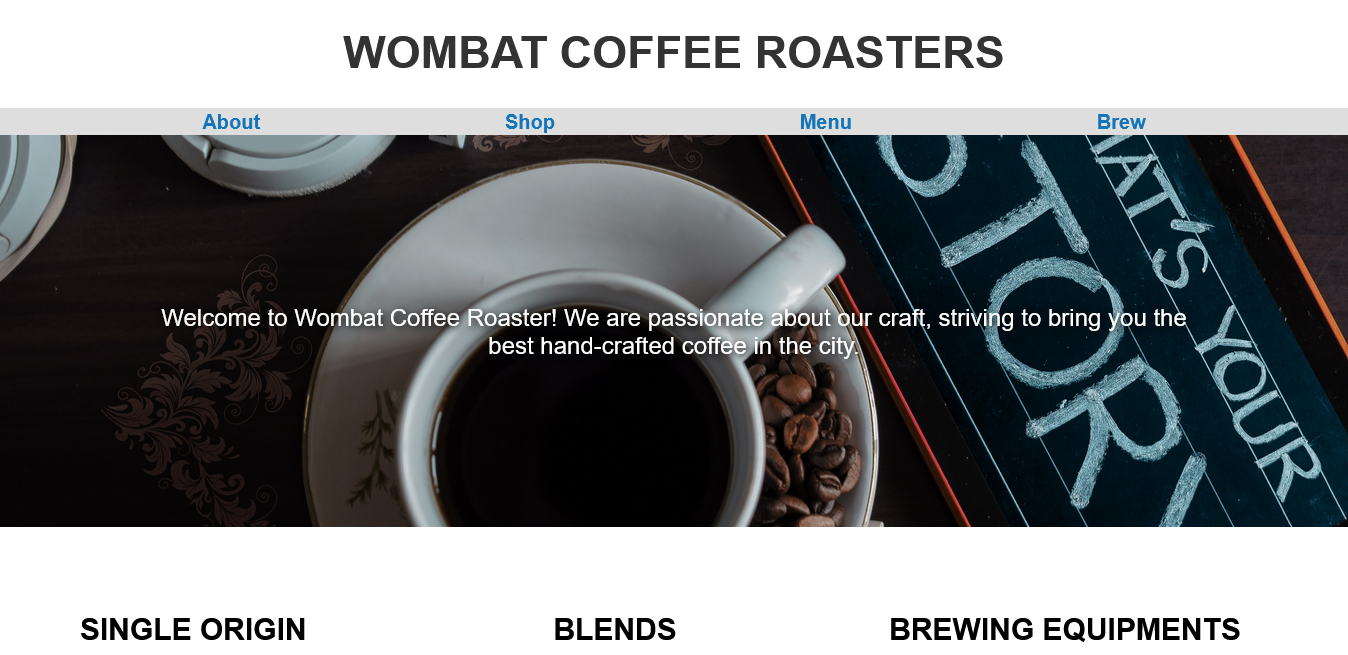 WOMBAT COFFEE ROASTERS
About Shop Menu Brew
WHAT'S YOUR
STORY
Welcome to Wombat Coffee Roaster! We are passionate about our craft, striving to bring you the
best hand-crafted coffee in the city.
SINGLE ORIGIN BLENDS BREWING EQUIPMENTS